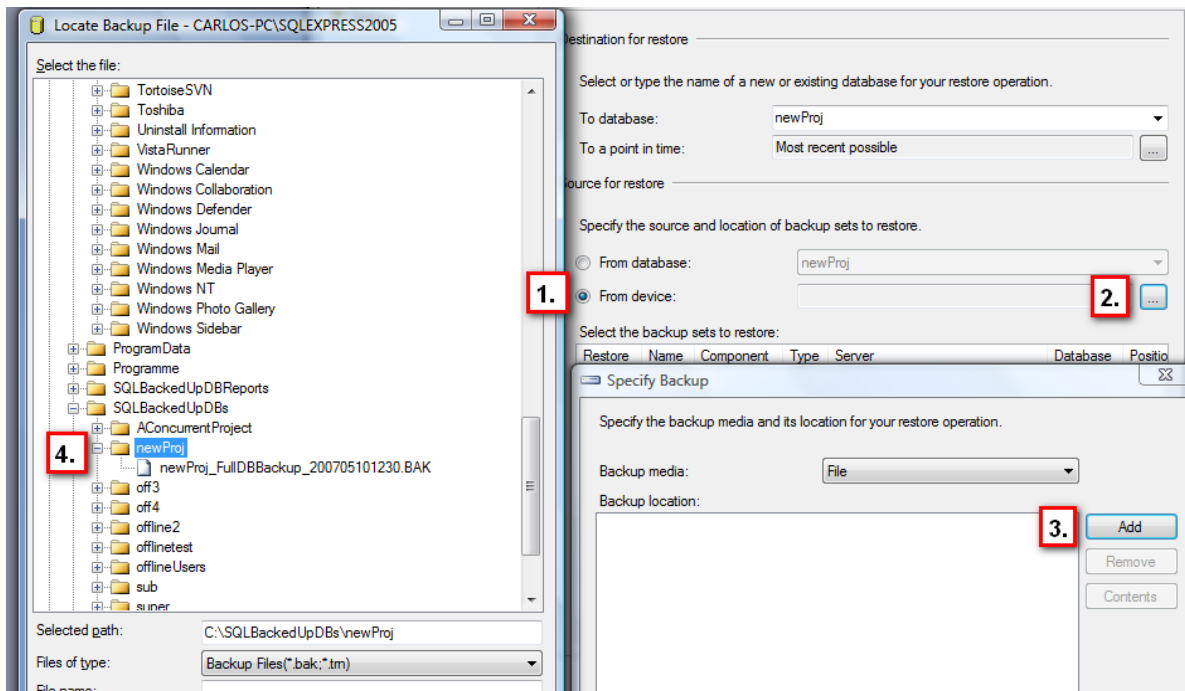 Locate Backup File - CARLOS-PC\SQLEXPRESS2005
Select the file:
TortoiseSVN
Toshiba
Uninstall Information
VistaRunner
Windows Calendar
Windows Collaboration
Windows Defender
Windows Journal
Windows Mail
Windows Media Player
Windows NT
Windows Photo Gallery
Windows Sidebar
ProgramData
Programme
SQLBackedUpDBReports
SQLBackedUpDBs
AConcurrentProject
4.
newProj
newProj_FullDBBackup_200705101230.BAK
off3
off4
offline2
offlinetest
offlineUsers
sub
super
Selected path: C:\SQLBackedUpDBs\newProj
Files of type: Backup Files(*.bak;*.trn)
File name:
Destination for restore
Select or type the name of a new or existing database for your restore operation.
To database: newProj
To a point in time: Most recent possible ...
Source for restore
Specify the source and location of backup sets to restore.
From database: newProj
1. From device: 2. ...
Select the backup sets to restore:
Restore Name Component Type Server Database Positio
Specify Backup
Specify the backup media and its location for your restore operation.
Backup media: File
Backup location:
3. Add
Remove
Contents